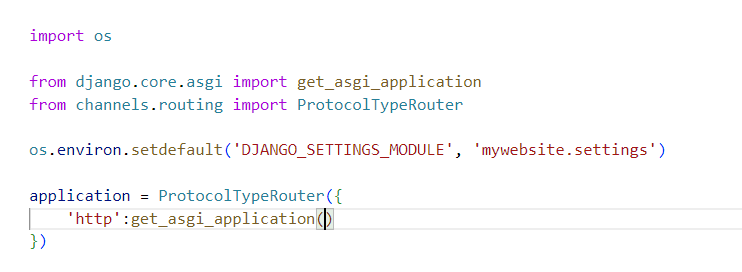 import os
from django.core.asgi import get_asgi_application
from channels.routing import ProtocolTypeRouter
os.environ.setdefault('DJANGO_SETTINGS_MODULE', 'mywebsite.settings')
application = ProtocolTypeRouter({
    'http':get_asgi_application()
})